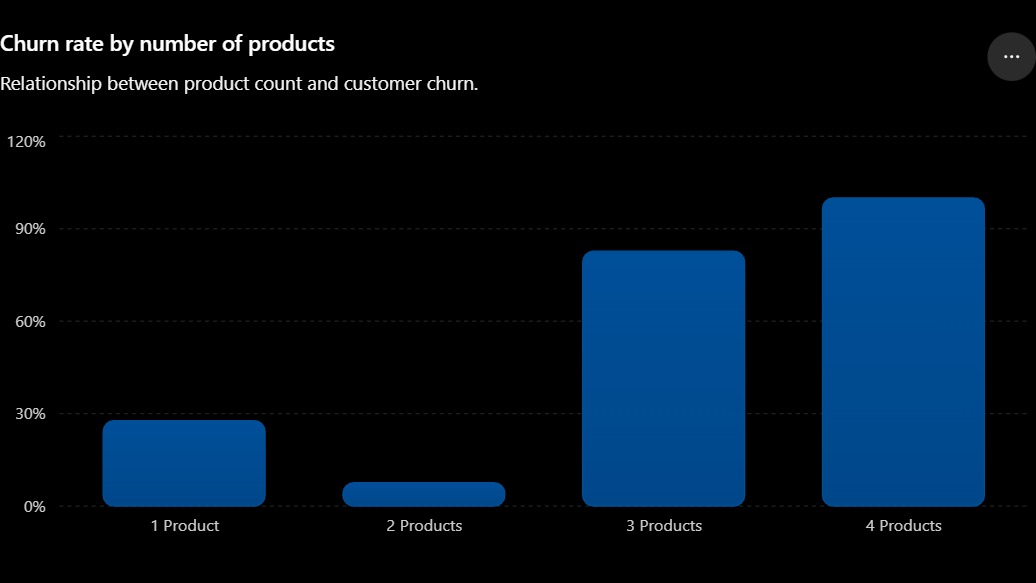 Churn rate by number of products
Relationship between product count and customer churn.
120%
90%
60%
30%
0%
1 Product
2 Products
3 Products
4 Products